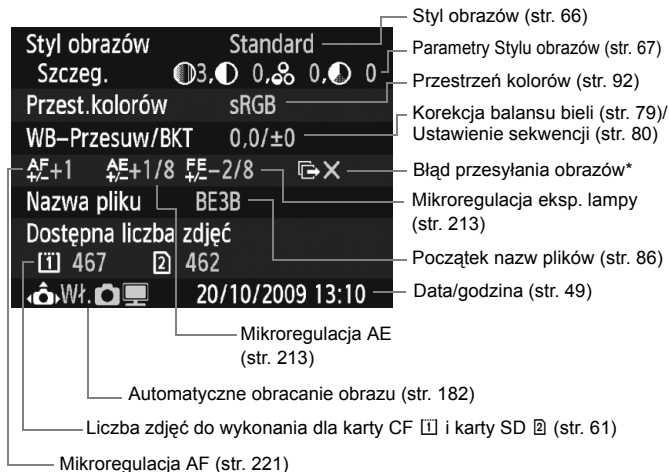 Styl obrazów Standard
Szczeg. 3, 0, 0, 0
Przest.kolorów sRGB
WB–Przesuw/BKT 0,0/±0
AF+1 AE+1/8 FE−2/8
Nazwa pliku BE3B
Dostępna liczba zdjęć
[1] 467 [2] 462
Wł. 20/10/2009 13:10
Styl obrazów (str. 66)
Parametry Stylu obrazów (str. 67)
Przestrzeń kolorów (str. 92)
Korekcja balansu bieli (str. 79)/
Ustawienie sekwencji (str. 80)
Błąd przesyłania obrazów*
Mikroregulacja eksp. lampy
(str. 213)
Początek nazw plików (str. 86)
Data/godzina (str. 49)
Mikroregulacja AE
(str. 213)
Automatyczne obracanie obrazu (str. 182)
Liczba zdjęć do wykonania dla karty CF [1] i karty SD [2] (str. 61)
Mikroregulacja AF (str. 221)